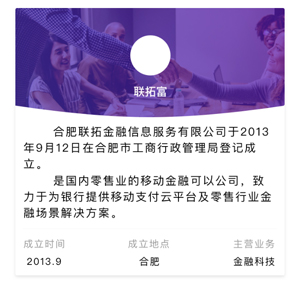 联拓富
合肥联拓金融信息服务有限公司于2013
年9月12日在合肥市工商行政管理局登记成
立。
是国内零售业的移动金融可以公司，致
力于为银行提供移动支付云平台及零售行业金
融场景解决方案。
成立时间 成立地点 主营业务
2013.9 合肥 金融科技